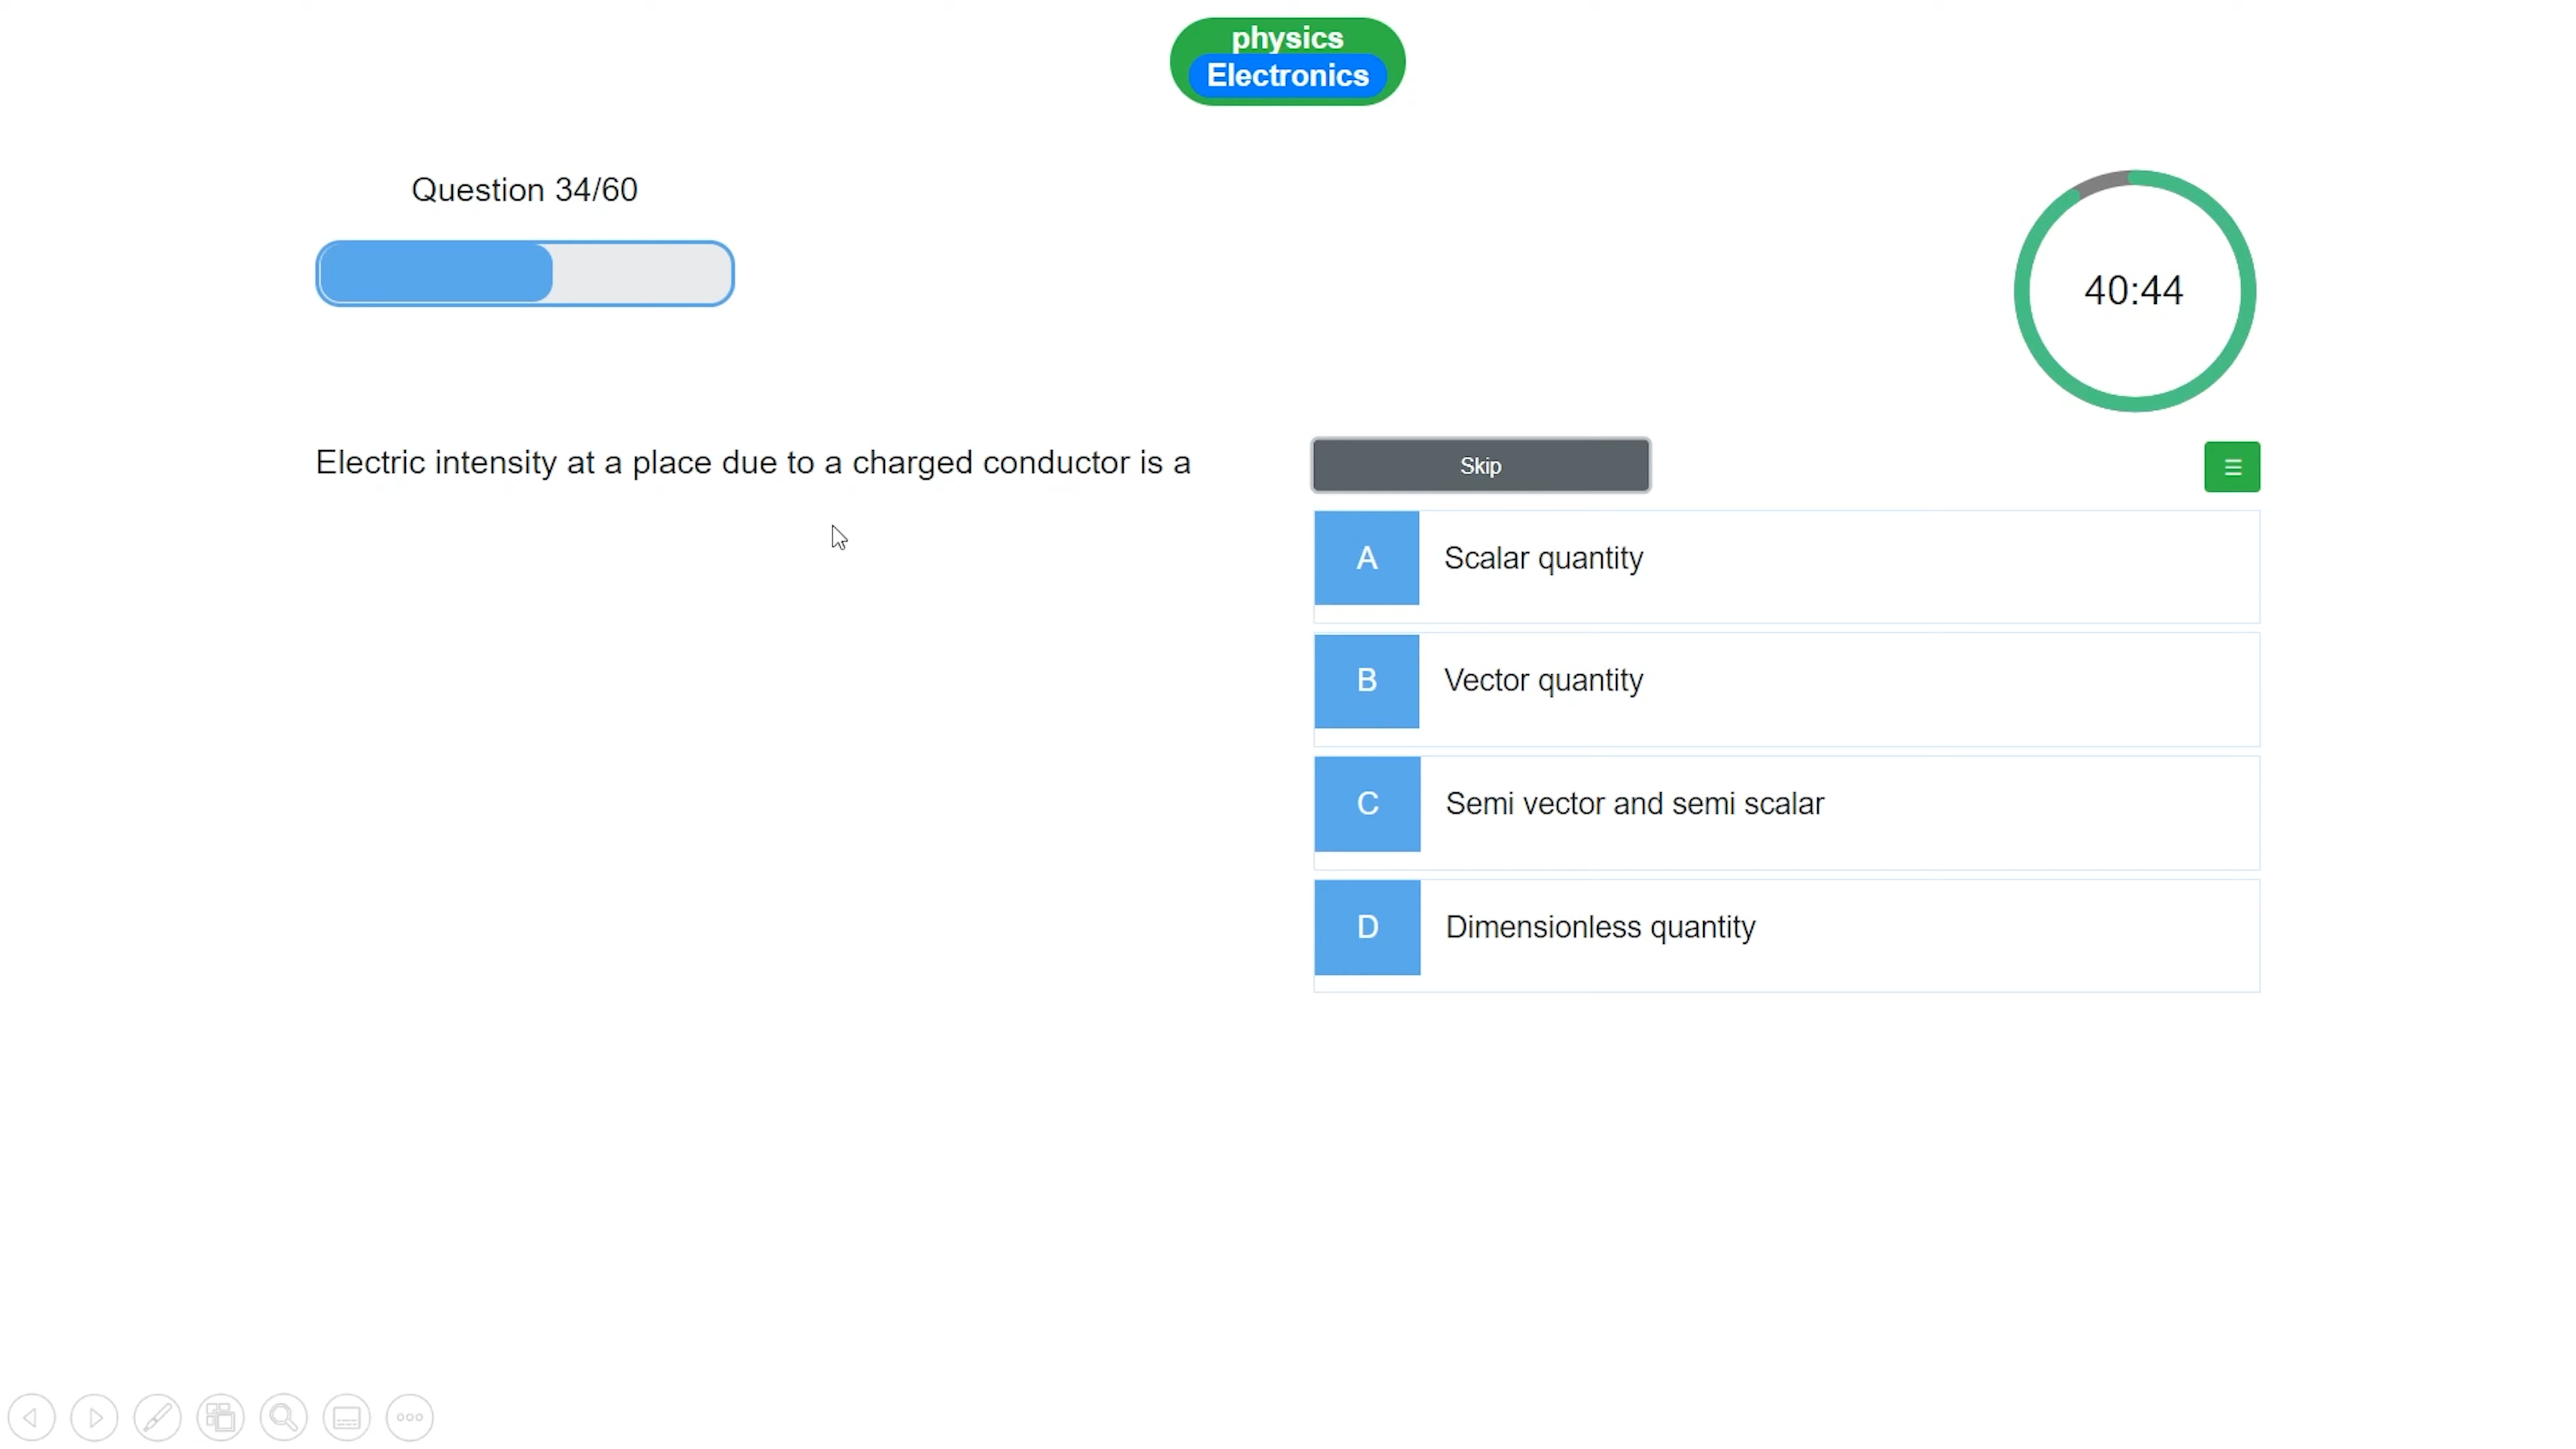 physics
Electronics
Question 34/60
40:44
Electric intensity at a place due to a charged conductor is a
Skip
A Scalar quantity
B Vector quantity
C Semi vector and semi scalar
D Dimensionless quantity